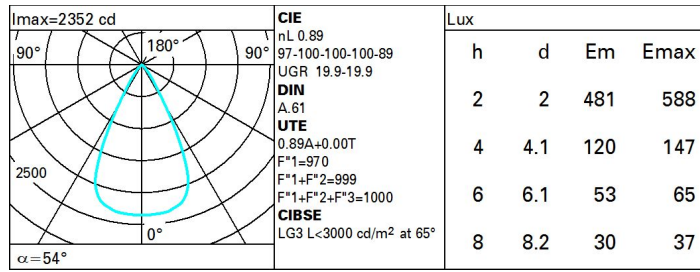 Imax=2352 cd
90°
180°
90°
2500
0°
α=54°
CIE
nL 0.89
97-100-100-100-89
UGR 19.9-19.9
DIN
A.61
UTE
0.89A+0.00T
F"1=970
F"1+F"2=999
F"1+F"2+F"3=1000
CIBSE
LG3 L<3000 cd/m² at 65°
Lux
h d Em Emax
2 2 481 588
4 4.1 120 147
6 6.1 53 65
8 8.2 30 37